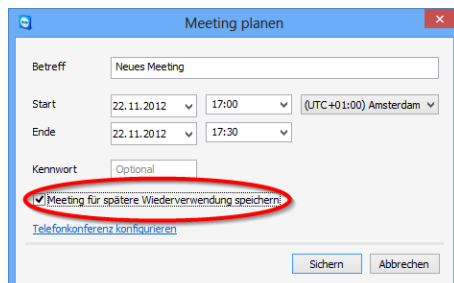 Meeting planen
Betreff Neues Meeting
Start 22.11.2012 17:00 (UTC+01:00) Amsterdam
Ende 22.11.2012 17:30
Kennwort Optional
Meeting für spätere Wiederverwendung speichern
Telefonkonferenz konfigurieren
Sichern Abbrechen